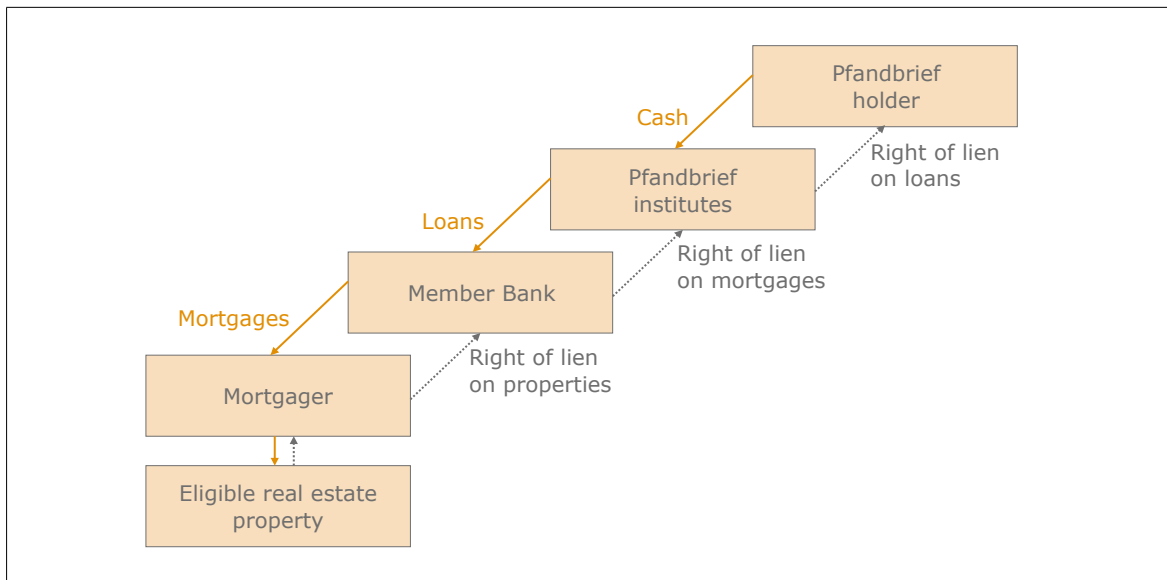 Pfandbrief
holder
Cash
Right of lien
on loans
Pfandbrief
institutes
Loans
Right of lien
on mortgages
Member Bank
Mortgages
Right of lien
on properties
Mortgager
Eligible real estate
property